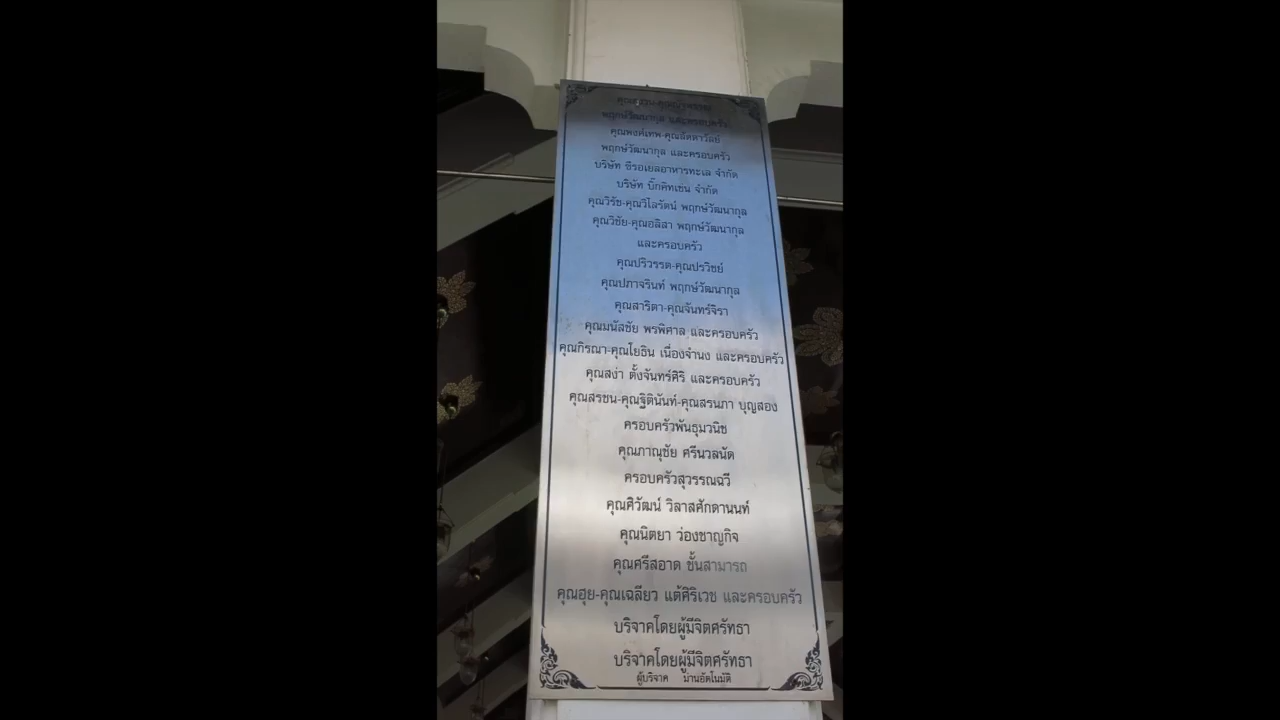 พฤกษ์วัฒนากุล และครอบครัว
คุณพงค์เทพ-คุณลัดดาวัลย์
พฤกษ์วัฒนากุล และครอบครัว
บริษัท ซีรอเยลอาหารทะเล จำกัด
บริษัท บิ๊กคิทเช่น จำกัด
คุณวิรัช-คุณวิไลรัตน์ พฤกษ์วัฒนากุล
คุณวิชัย-คุณอลิสา พฤกษ์วัฒนากุล
และครอบครัว
คุณปริวรรต-คุณปรวิชย์
คุณปภาจรินท์ พฤกษ์วัฒนากุล
คุณสาริตา-คุณจันทร์จิรา
คุณมนัสชัย พรพิศาล และครอบครัว
คุณกิรณา-คุณโยธิน เนื่องจำนง และครอบครัว
คุณสง่า ตั้งจันทร์ศิริ และครอบครัว
คุณสรชน-คุณฐิตินันท์-คุณสรนภา บุญสอง
ครอบครัวพันธุมวนิช
คุณภาณุชัย ศรีนวลนัด
ครอบครัวสุวรรณฉวี
คุณศิวัฒน์ วิลาสศักดานนท์
คุณนิตยา ว่องชาญกิจ
คุณศรีสอาด ชั้นสามารถ
คุณฮุย-คุณเฉลียว แต้ศิริเวช และครอบครัว
บริจาคโดยผู้มีจิตศรัทธา
บริจาคโดยผู้มีจิตศรัทธา
ผู้บริจาค ม่านอัตโนมัติ